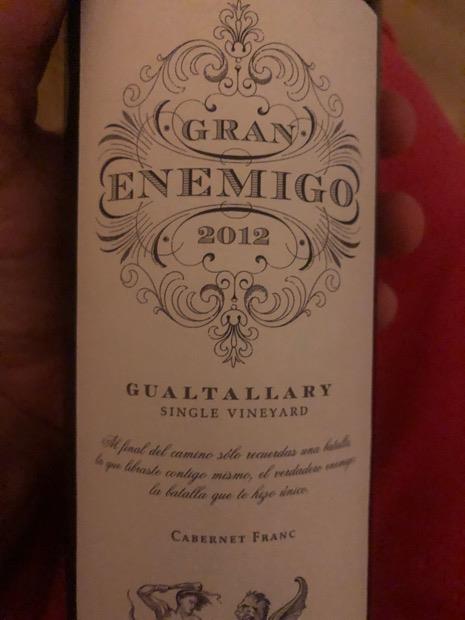 GRAN
ENEMIGO
2012
GUALTALLARY
SINGLE VINEYARD
Al final del camino sólo recuerdas una batalla,
la que libraste contigo mismo, el verdadero enemigo
la batalla que te hizo único.
CABERNET FRANC